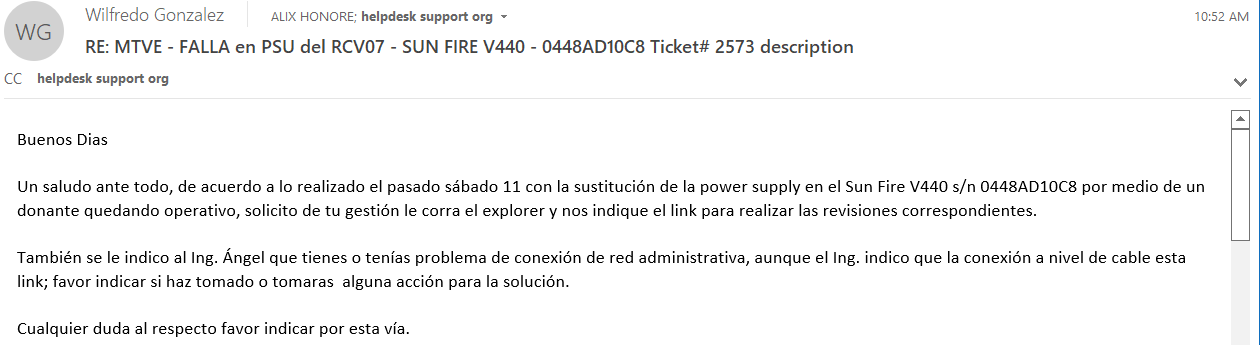 WG
Wilfredo Gonzalez
ALIX HONORE; helpdesk support org
10:52 AM
RE: MTVE - FALLA en PSU del RCV07 - SUN FIRE V440 - 0448AD10C8 Ticket# 2573 description
CC helpdesk support org
Buenos Dias
Un saludo ante todo, de acuerdo a lo realizado el pasado sábado 11 con la sustitución de la power supply en el Sun Fire V440 s/n 0448AD10C8 por medio de un
donante quedando operativo, solicito de tu gestión le corra el explorer y nos indique el link para realizar las revisiones correspondientes.
También se le indico al Ing. Ángel que tienes o tenías problema de conexión de red administrativa, aunque el Ing. indico que la conexión a nivel de cable esta
link; favor indicar si haz tomado o tomaras  alguna acción para la solución.
Cualquier duda al respecto favor indicar por esta vía.